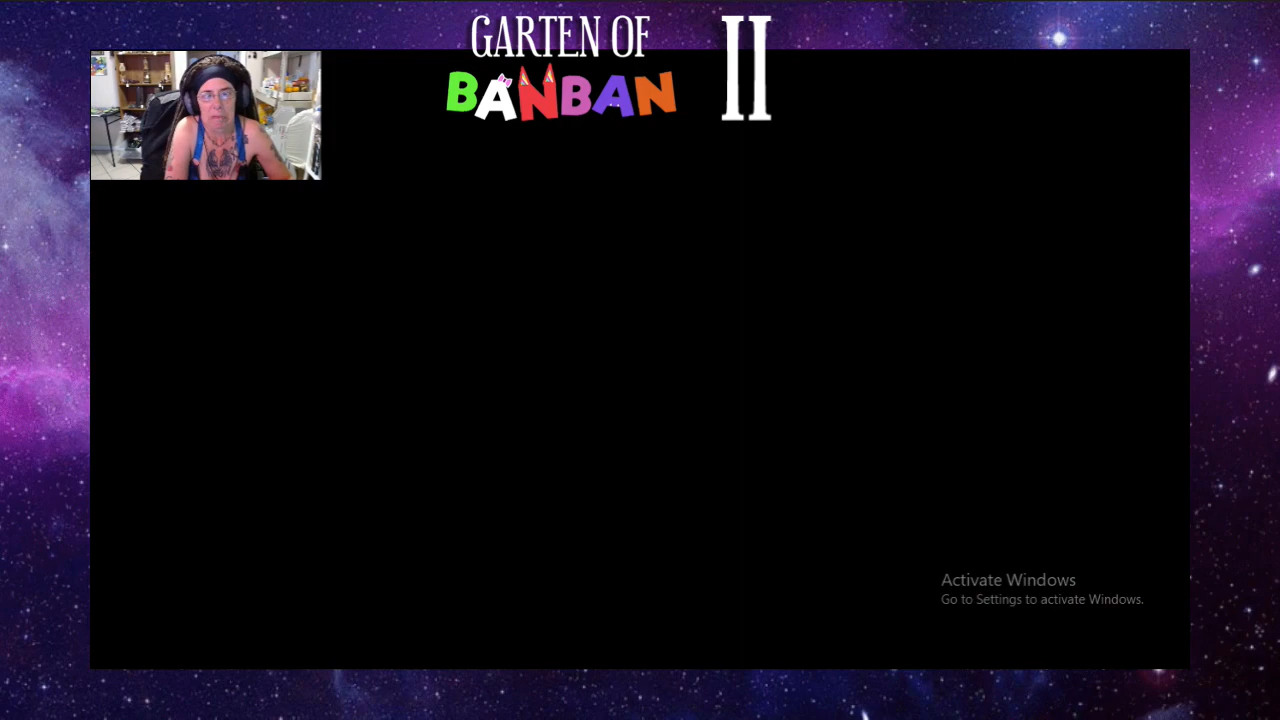 GARTEN OF
BANBAN
II
Activate Windows
Go to Settings to activate Windows.